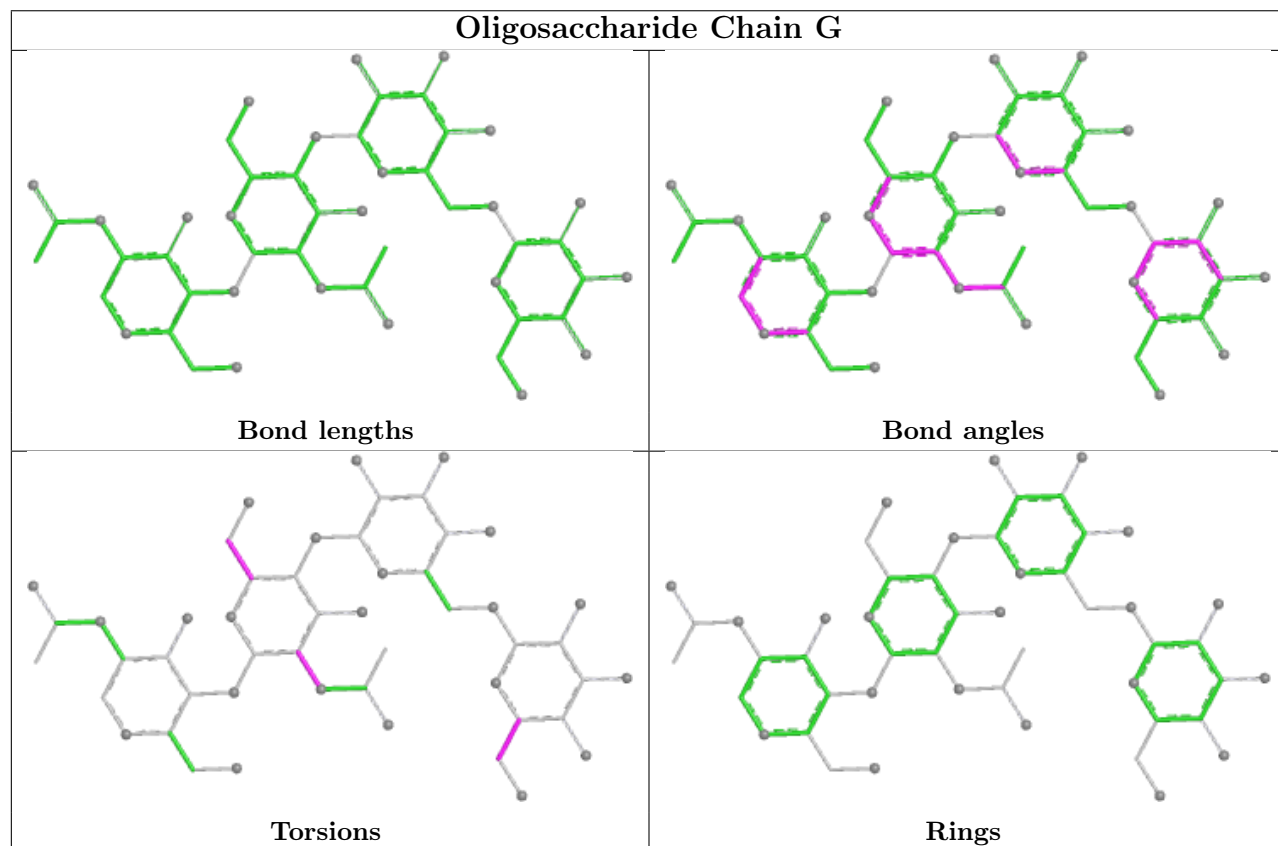 Oligosaccharide Chain G
Bond lengths
Bond angles
Torsions
Rings